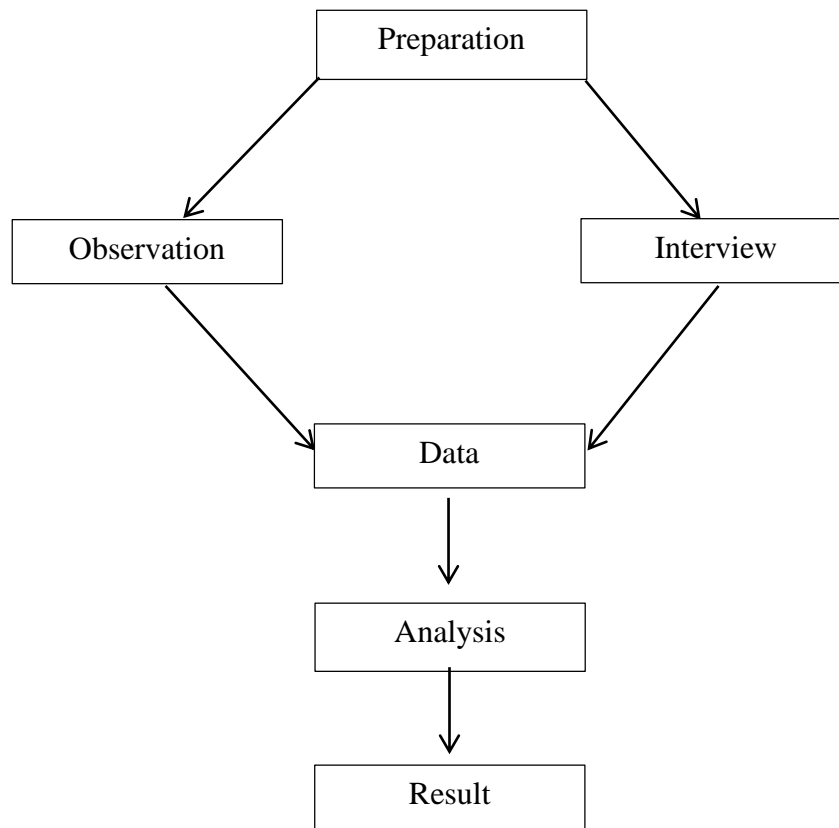 Preparation
Observation
Interview
Data
Analysis
Result